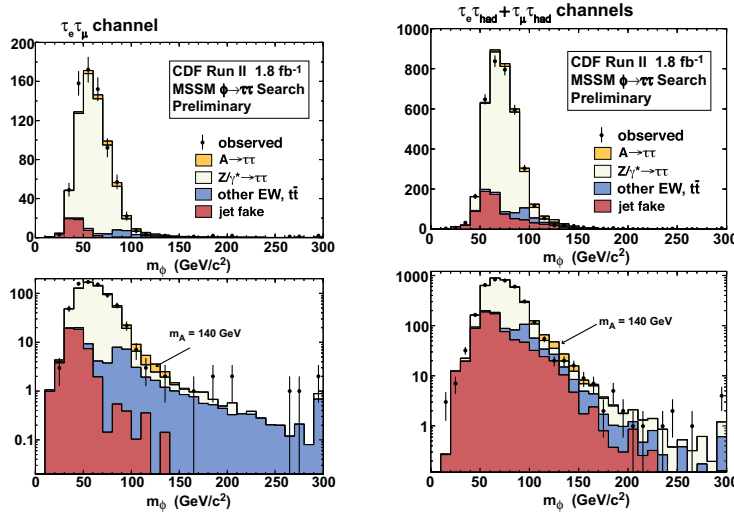 τeτμ channel
200
160
120
80
40
0
CDF Run II 1.8 fb-1
MSSM ϕ→ττ Search
Preliminary
observed
A→ττ
Z/γ*→ττ
other EW, tt̄
jet fake
0 50 100 150 200 250 300
mϕ (GeV/c2)
102
10
1
0.1
mA = 140 GeV
0 50 100 150 200 250 300
mϕ (GeV/c2)
τeτhad + τμτhad channels
1000
800
600
400
200
0
CDF Run II 1.8 fb-1
MSSM ϕ→ττ Search
Preliminary
observed
A→ττ
Z/γ*→ττ
other EW, tt̄
jet fake
0 50 100 150 200 250 300
mϕ (GeV/c2)
1000
100
10
1
mA = 140 GeV
0 50 100 150 200 250 300
mϕ (GeV/c2)